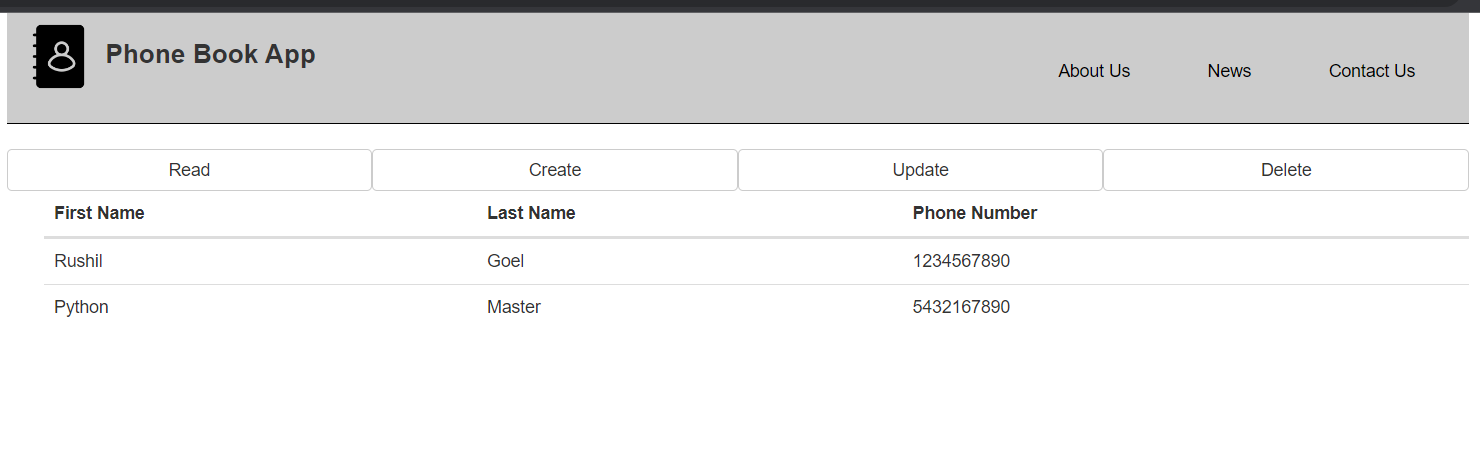 Phone Book App
About Us News Contact Us
Read Create Update Delete
First Name Last Name Phone Number
Rushil Goel 1234567890
Python Master 5432167890